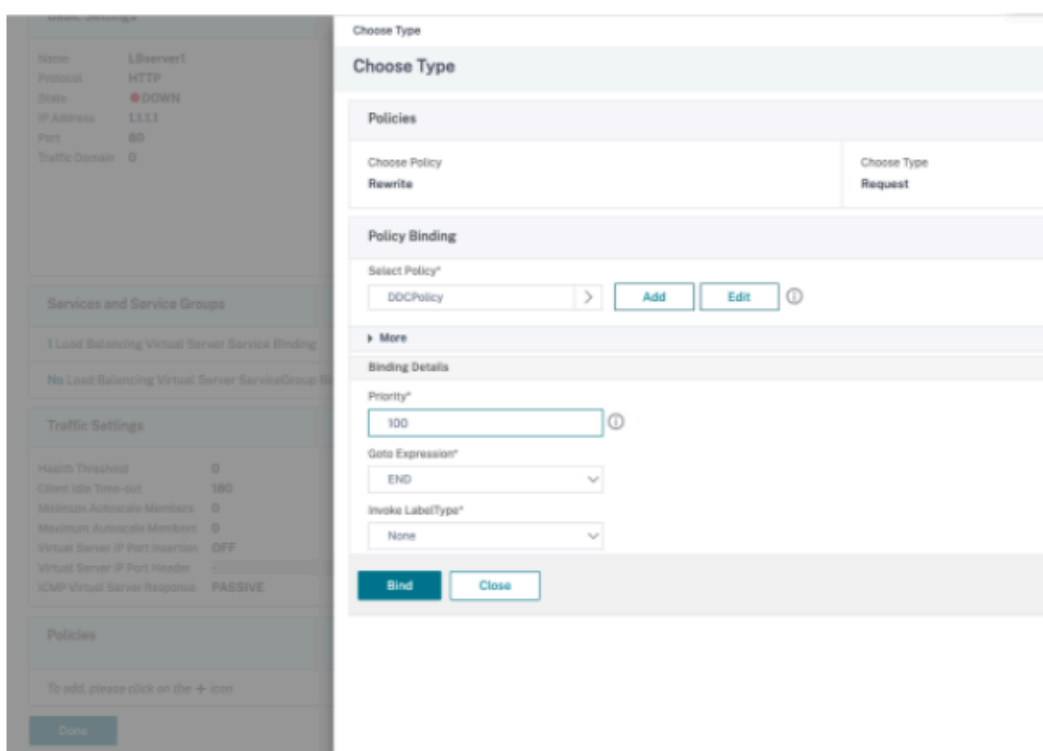 Basic Settings
Name LBserver1
Protocol HTTP
State DOWN
IP Address 1.1.1.1
Port 80
Traffic Domain 0
Services and Service Groups
1 Load Balancing Virtual Server Service Binding
No Load Balancing Virtual Server ServiceGroup
Traffic Settings
Health Threshold 0
Client Idle Time-out 180
Minimum Autoscale Members 0
Maximum Autoscale Members 0
Virtual Server IP Port Insertion OFF
Virtual Server IP Port Header -
ICMP Virtual Server Response PASSIVE
Policies
To add, please click on the + icon
Done
Choose Type
Choose Type
Policies
Choose Policy Choose Type
Rewrite Request
Policy Binding
Select Policy*
DDCPolicy > Add Edit
More
Binding Details
Priority*
100
Goto Expression*
END
Invoke LabelType*
None
Bind Close